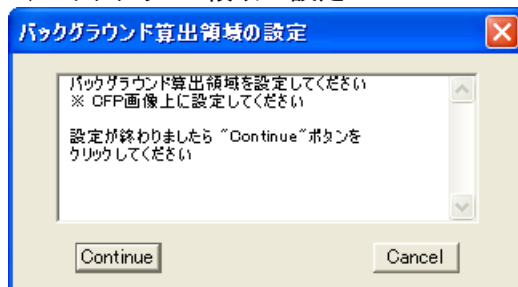 バックグラウンド算出領域の設定
バックグラウンド算出領域を設定してください
※ CFP画像上に設定してください
設定が終わりましたら "Continue"ボタンを
クリックしてください
Continue
Cancel